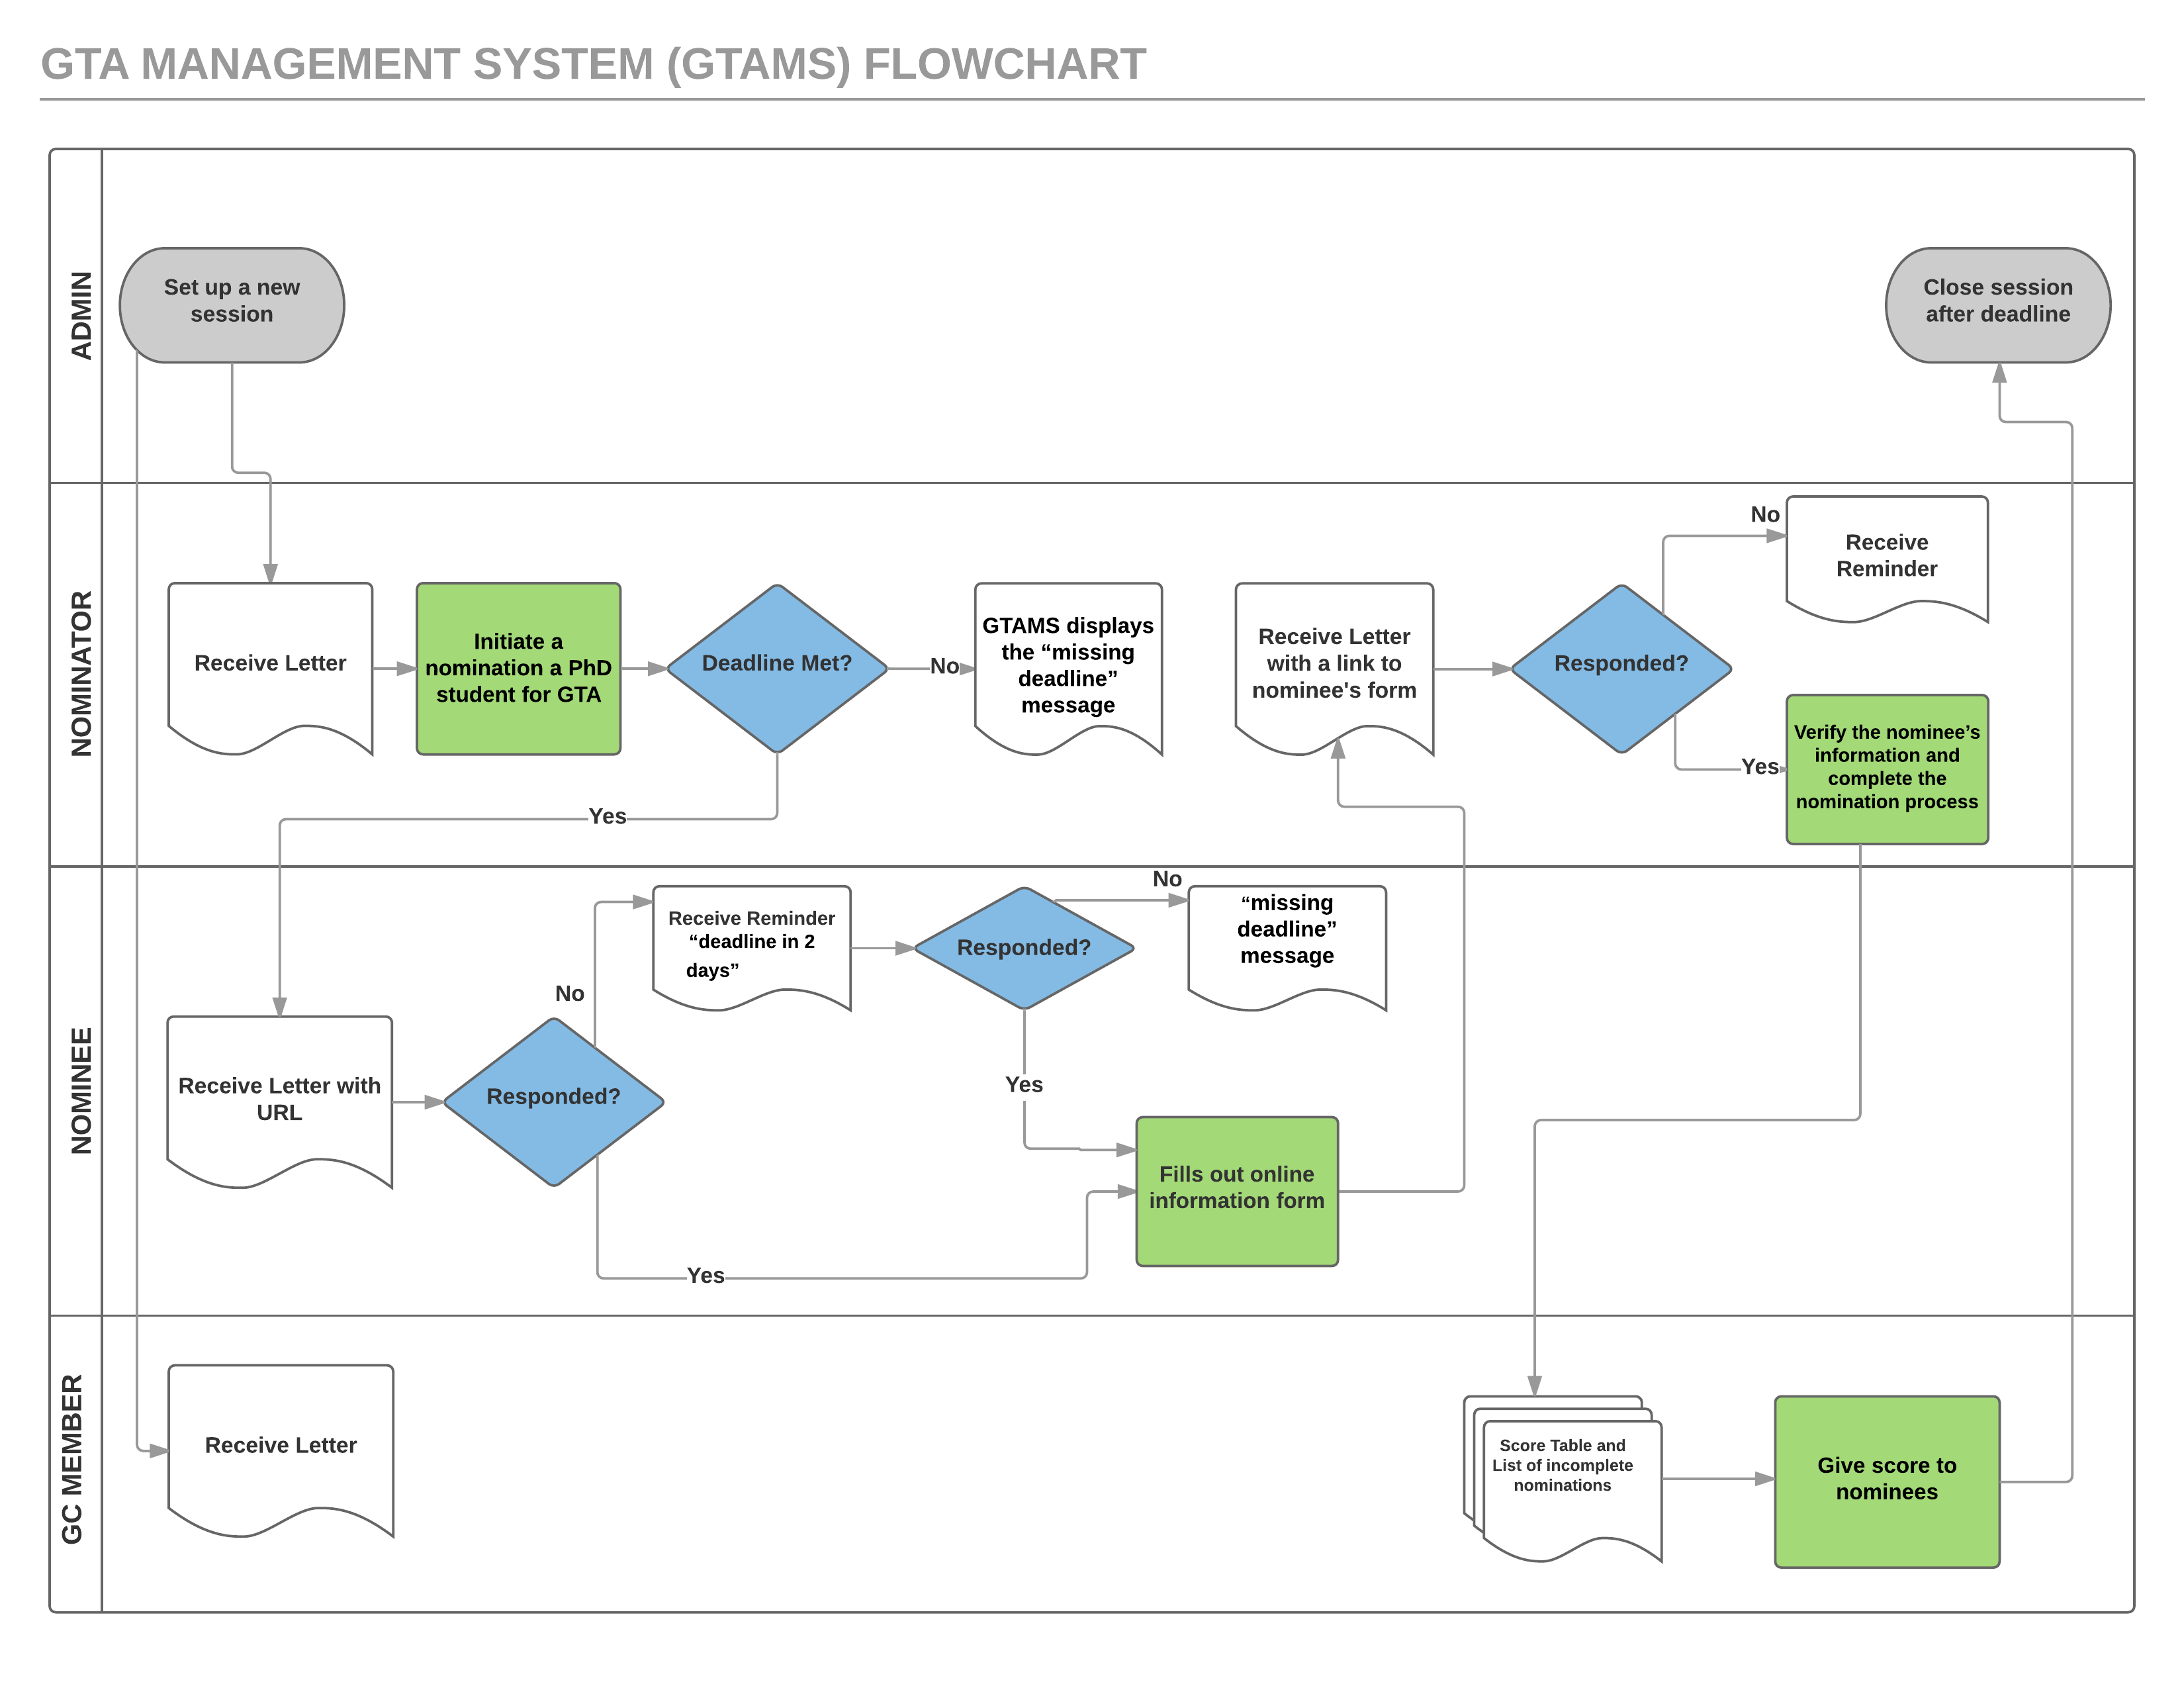 GTA MANAGEMENT SYSTEM (GTAMS) FLOWCHART
ADMIN
Set up a new
session
Close session
after deadline
NOMINATOR
Receive Letter
Initiate a
nomination a PhD
student for GTA
Deadline Met?
No
GTAMS displays
the “missing
deadline”
message
Yes
Receive Letter
with a link to
nominee's form
Responded?
No
Receive
Reminder
Yes
Verify the nominee’s
information and
complete the
nomination process
NOMINEE
Receive Letter with
URL
Responded?
No
Receive Reminder
“deadline in 2
days”
Responded?
No
“missing
deadline”
message
Yes
Yes
Fills out online
information form
GC MEMBER
Receive Letter
Score Table and
List of incomplete
nominations
Give score to
nominees